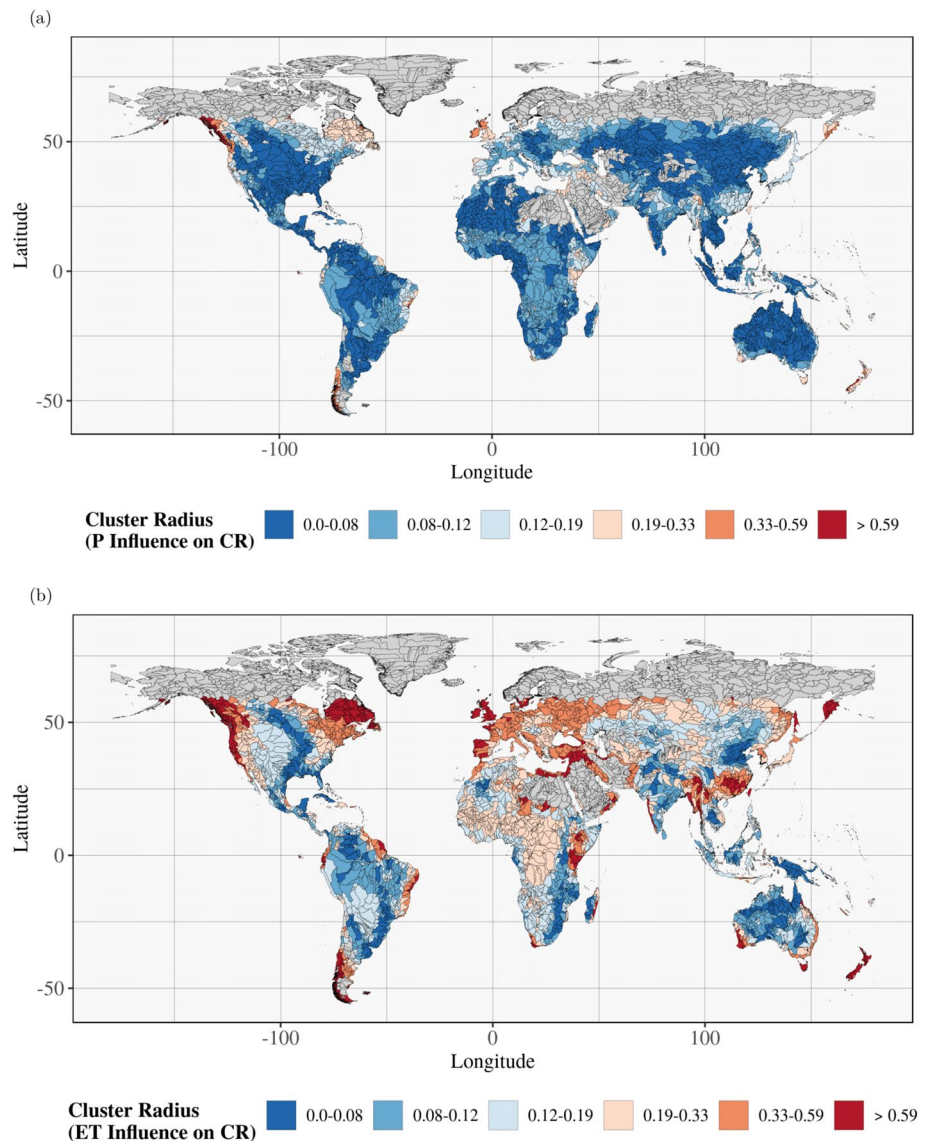 (a)
50
0
-50
Latitude
-100
0
100
Longitude
Cluster Radius
(P Influence on CR)
0.0-0.08
0.08-0.12
0.12-0.19
0.19-0.33
0.33-0.59
> 0.59
(b)
50
0
-50
Latitude
-100
0
100
Longitude
Cluster Radius
(ET Influence on CR)
0.0-0.08
0.08-0.12
0.12-0.19
0.19-0.33
0.33-0.59
> 0.59